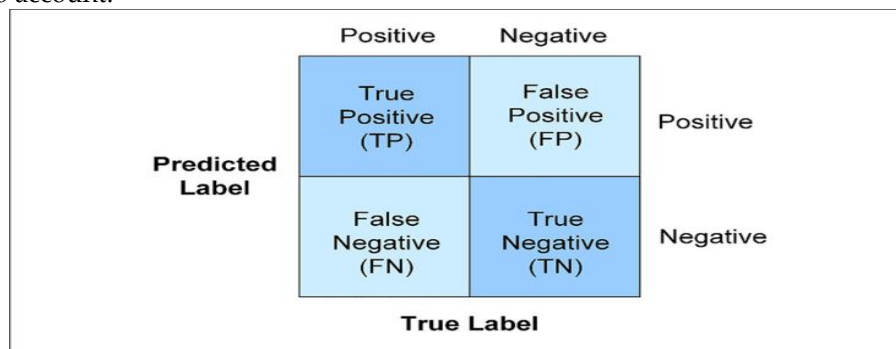 account.
Positive Negative
True
Positive
(TP)
False
Positive
(FP)
Positive
Predicted
Label
False
Negative
(FN)
True
Negative
(TN)
Negative
True Label